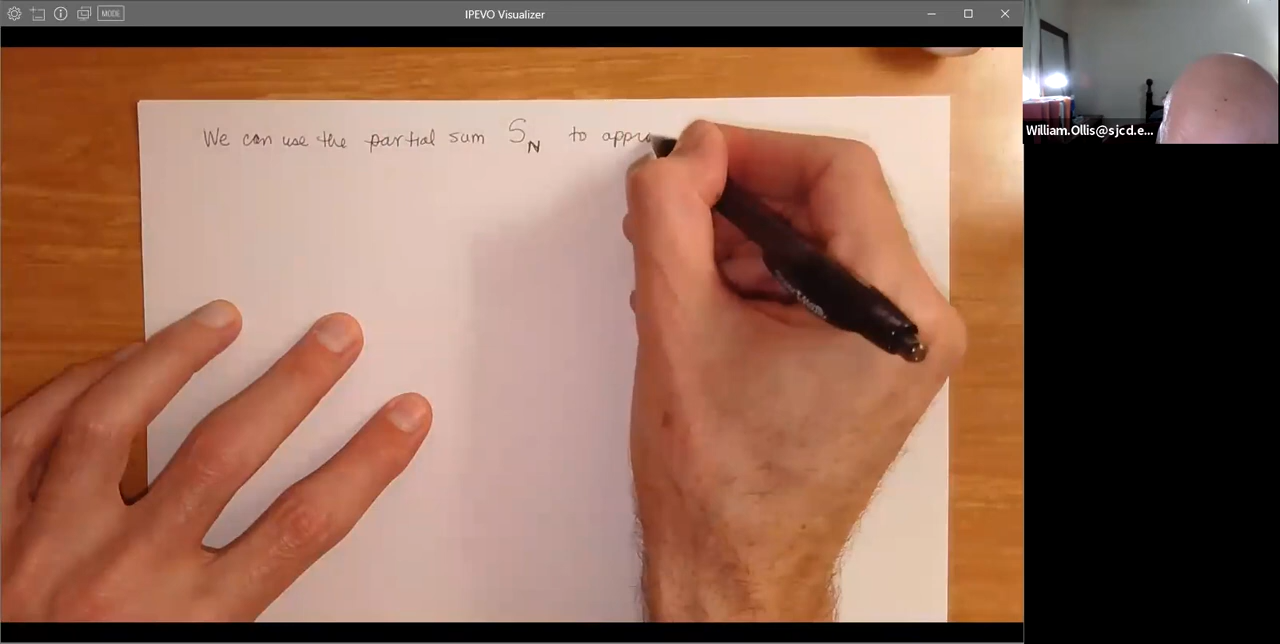 MODE
IPEVO Visualizer
We can use the partial sum S_N to appro
William.Ollis@sjcd.e...